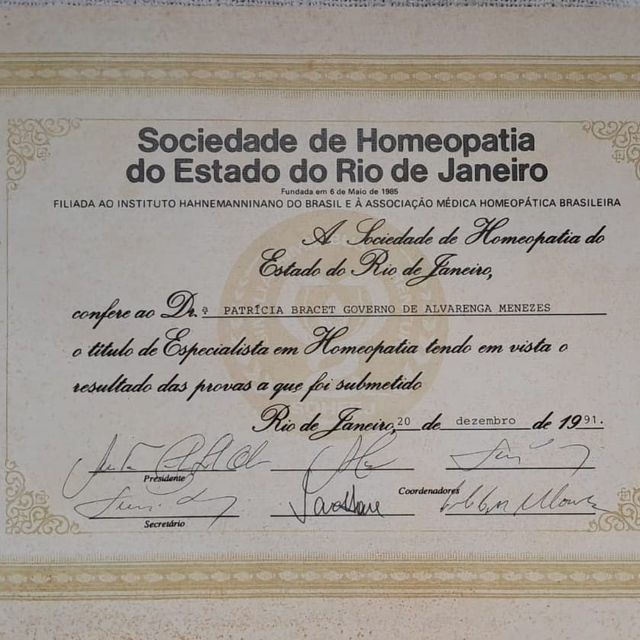 Sociedade de Homeopatia
do Estado do Rio de Janeiro
Fundada em 6 de Maio de 1985
FILIADA AO INSTITUTO HAHNEMANNINANO DO BRASIL E À ASSOCIAÇÃO MÉDICA HOMEOPÁTICA BRASILEIRA
A Sociedade de Homeopatia do
Estado do Rio de Janeiro,
confere ao Dr.ª PATRÍCIA BRACET GOVERNO DE ALVARENGA MENEZES
o título de Especialista em Homeopatia tendo em vista o
resultado das provas a que foi submetido
Rio de Janeiro, 20 de dezembro de 1991.
Presidente
Coordenadores
Secretário